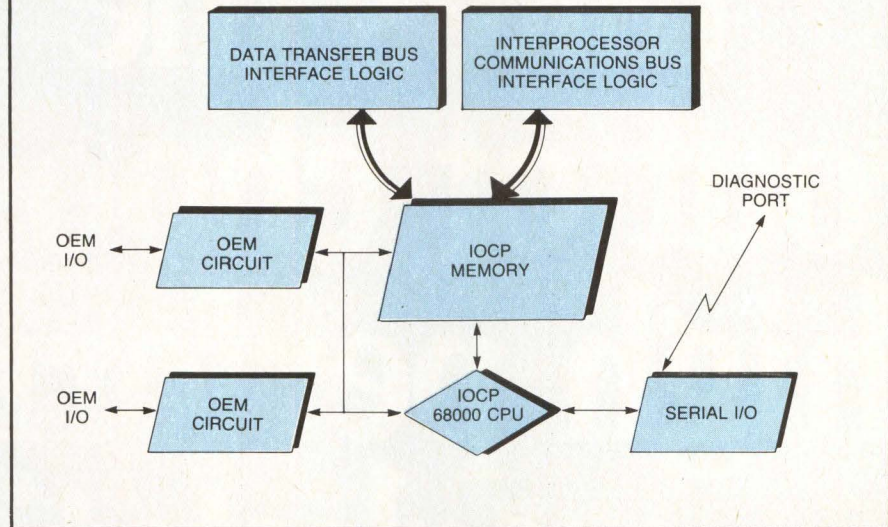 DATA TRANSFER BUS
INTERFACE LOGIC
INTERPROCESSOR
COMMUNICATIONS BUS
INTERFACE LOGIC
DIAGNOSTIC
PORT
OEM
I/O
OEM
CIRCUIT
IOCP
MEMORY
OEM
I/O
OEM
CIRCUIT
IOCP
68000 CPU
SERIAL I/O